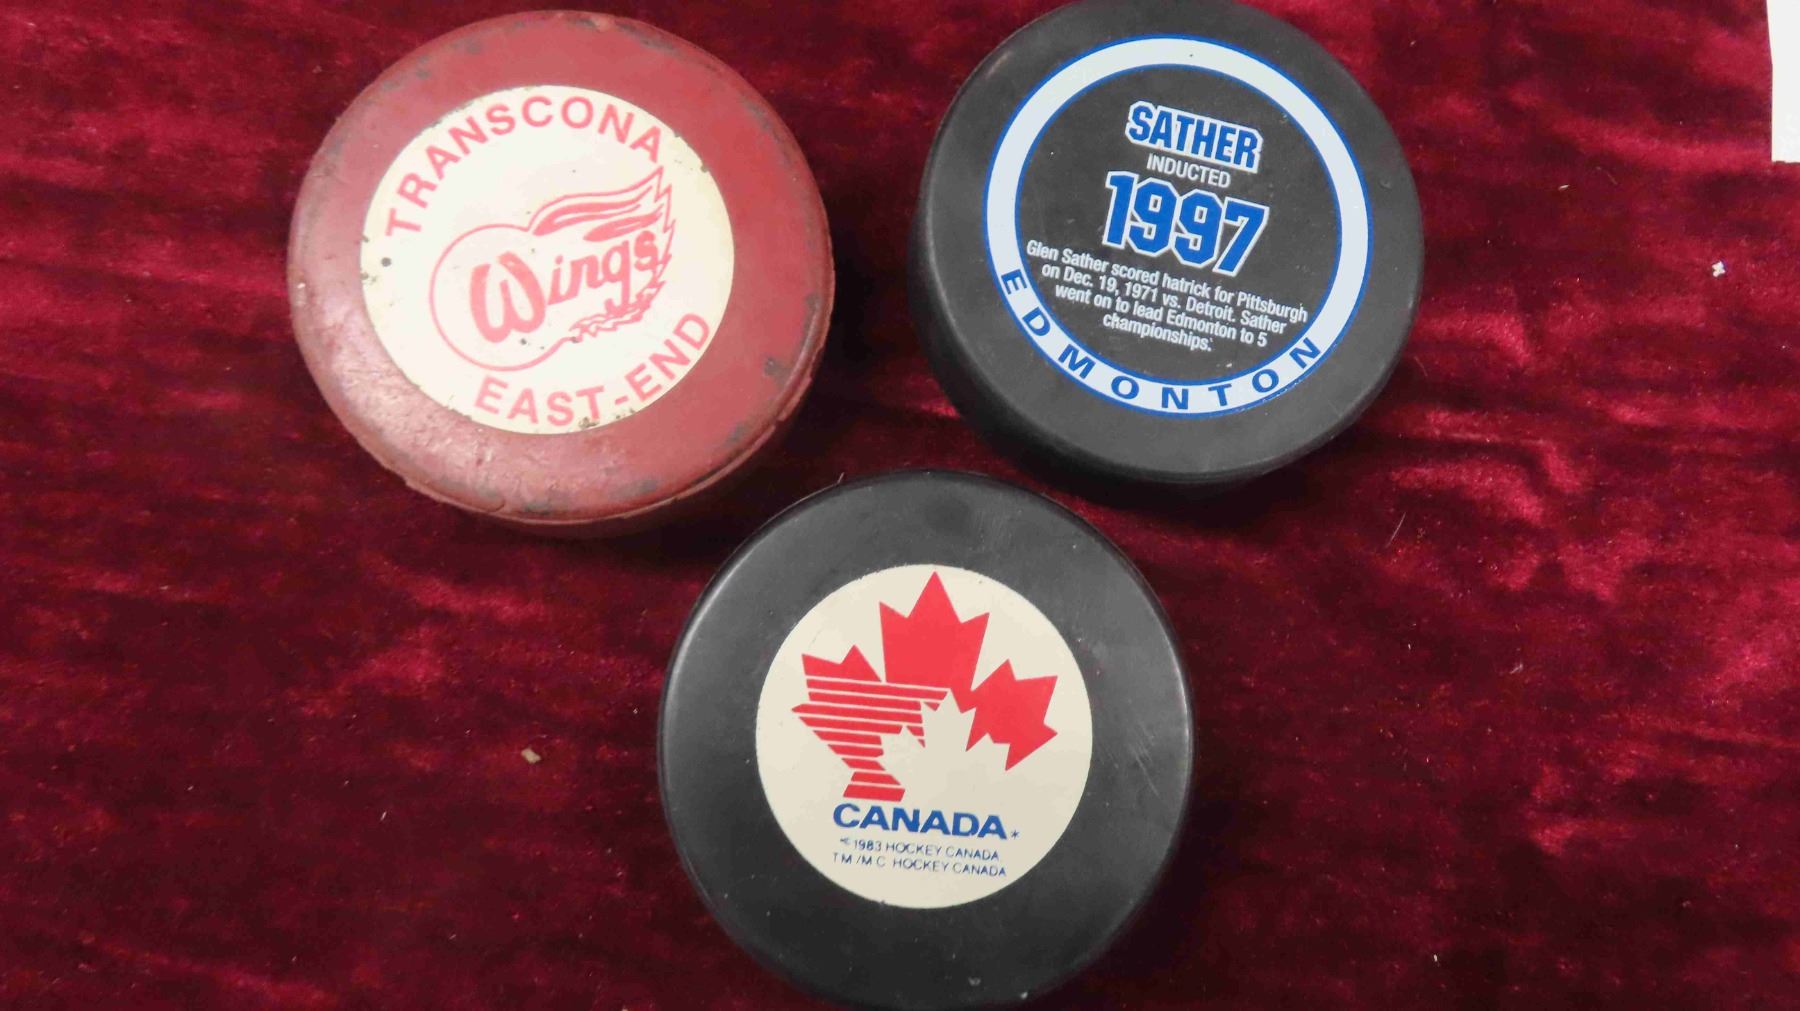 TRANSCONA
Wings
EAST-END
SATHER
INDUCTED
1997
Glen Sather scored hatrick for Pittsburgh
on Dec. 19, 1971 vs. Detroit. Sather
went on to lead Edmonton to 5
championships.
EDMONTON
CANADA*
1983 HOCKEY CANADA
TM/MC HOCKEY CANADA